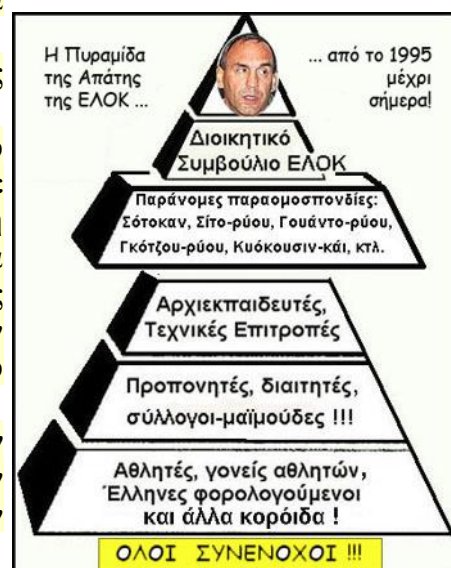 Η Πυραμίδα
της Απάτης
της ΕΛΟΚ ...
... από το 1995
μέχρι
σήμερα!
Διοικητικό
Συμβούλιο ΕΛΟΚ
Παράνομες παραομοσπονδίες:
Σότοκαν, Σίτο-ρύου, Γουάντο-ρύου,
Γκότζου-ρύου, Κυόκουσιν-κάι, κτλ.
Αρχιεκπαιδευτές,
Τεχνικές Επιτροπές
Προπονητές, διαιτητές,
σύλλογοι-μαϊμούδες !!!
Αθλητές, γονείς αθλητών,
Έλληνες φορολογούμενοι
και άλλα κορόιδα !
ΟΛΟΙ ΣΥΝΕΝΟΧΟΙ !!!